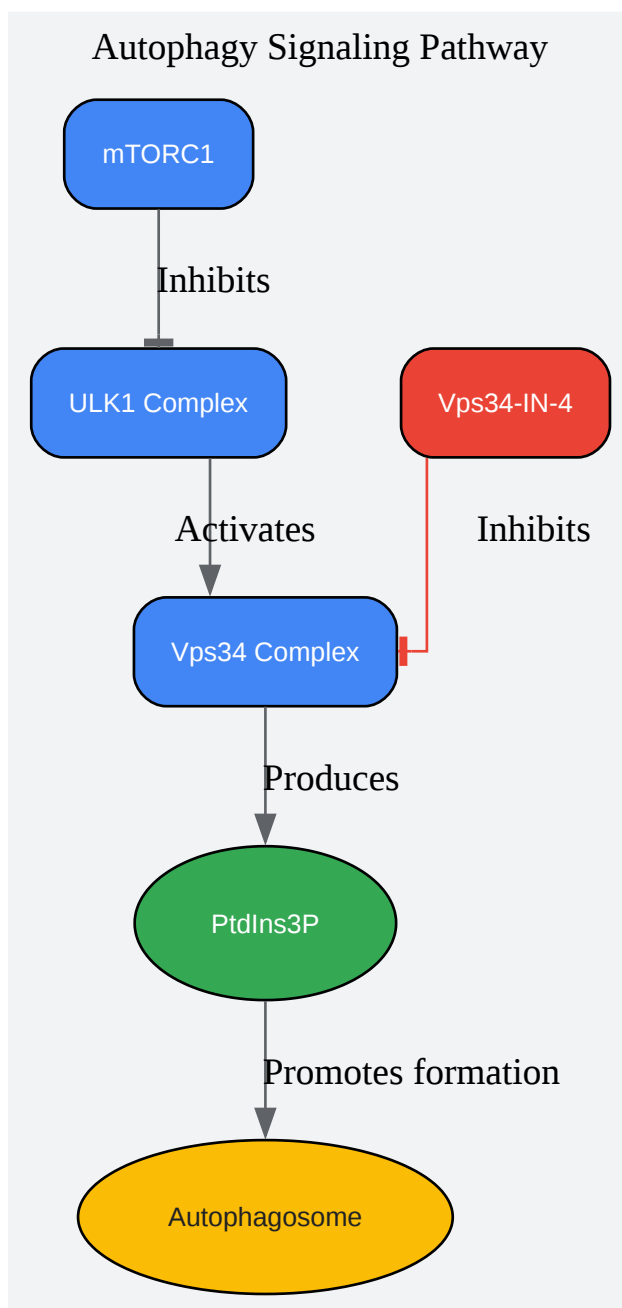 Autophagy Signaling Pathway
mTORC1
Inhibits
ULK1 Complex
Vps34-IN-4
Activates
Inhibits
Vps34 Complex
Produces
PtdIns3P
Promotes formation
Autophagosome